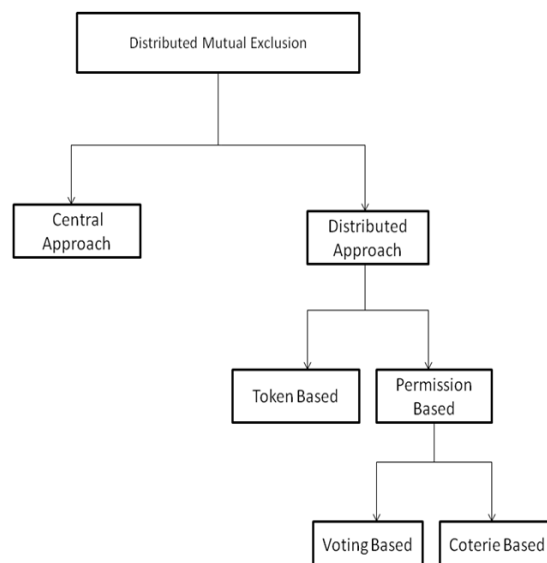 Distributed Mutual Exclusion
Central
Approach
Distributed
Approach
Token Based
Permission
Based
Voting Based
Coterie Based